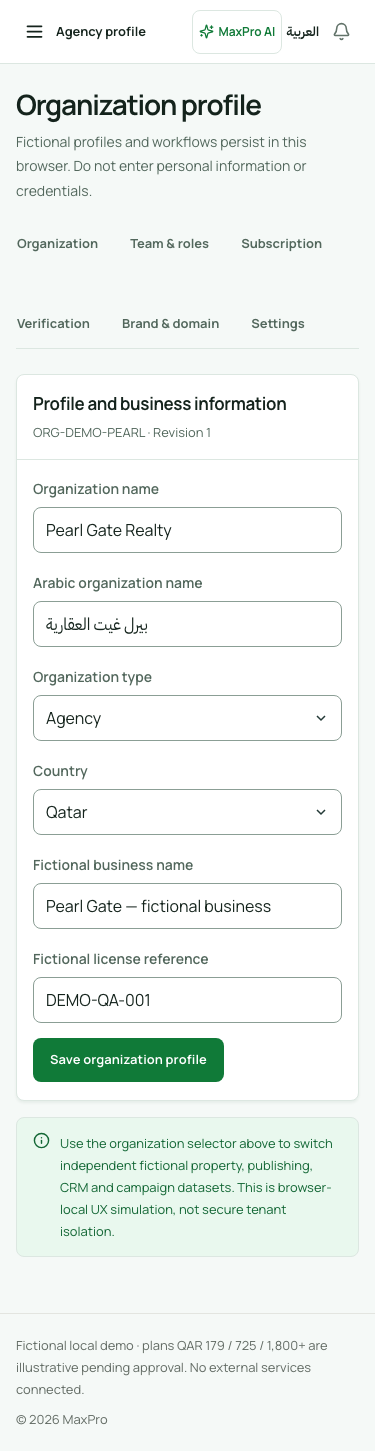 Agency profile
MaxPro AI
العربية
Organization profile
Fictional profiles and workflows persist in this
browser. Do not enter personal information or
credentials.
Organization
Team & roles
Subscription
Verification
Brand & domain
Settings
Profile and business information
ORG-DEMO-PEARL · Revision 1
Organization name
Pearl Gate Realty
Arabic organization name
بيرل غيت العقارية
Organization type
Agency
Country
Qatar
Fictional business name
Pearl Gate — fictional business
Fictional license reference
DEMO-QA-001
Save organization profile
Use the organization selector above to switch
independent fictional property, publishing,
CRM and campaign datasets. This is browser-
local UX simulation, not secure tenant
isolation.
Fictional local demo · plans QAR 179 / 725 / 1,800+ are
illustrative pending approval. No external services
connected.
© 2026 MaxPro